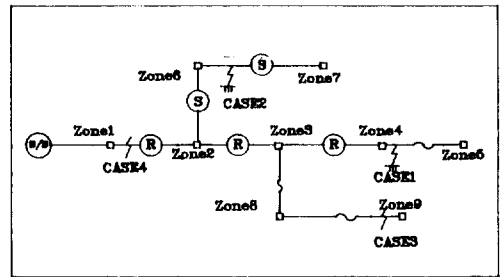 S
Zone6
Zone7
S
CASE2
Zone1
Zone3
Zone4
S/S
R
R
R
Zone2
Zone5
CASE4
CASE1
Zone8
Zone9
CASE3